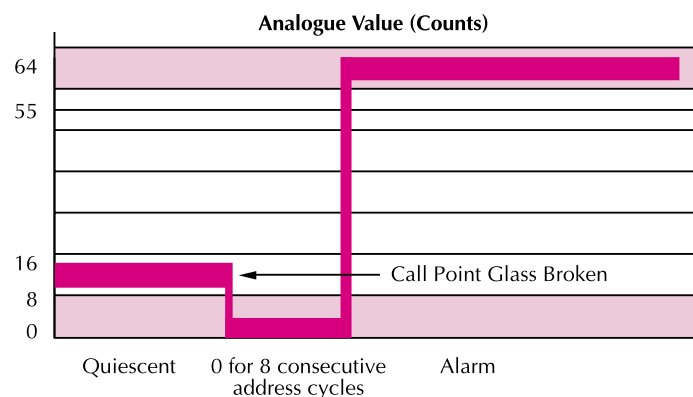 Analogue Value (Counts)
64
55
16
Call Point Glass Broken
8
0
Quiescent
0 for 8 consecutive
address cycles
Alarm